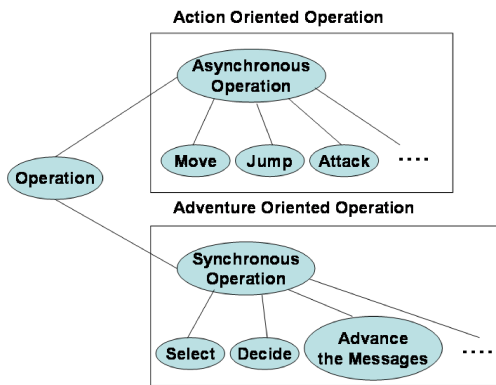 Action Oriented Operation
Asynchronous
Operation
Move
Jump
Attack
....
Operation
Adventure Oriented Operation
Synchronous
Operation
Select
Decide
Advance
the Messages
....